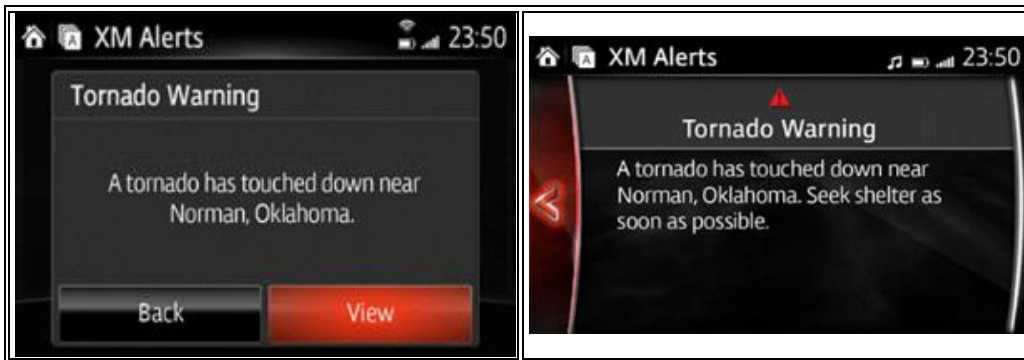 XM Alerts 23:50
Tornado Warning
A tornado has touched down near
Norman, Oklahoma.
Back View
XM Alerts 23:50
Tornado Warning
A tornado has touched down near
Norman, Oklahoma. Seek shelter as
soon as possible.